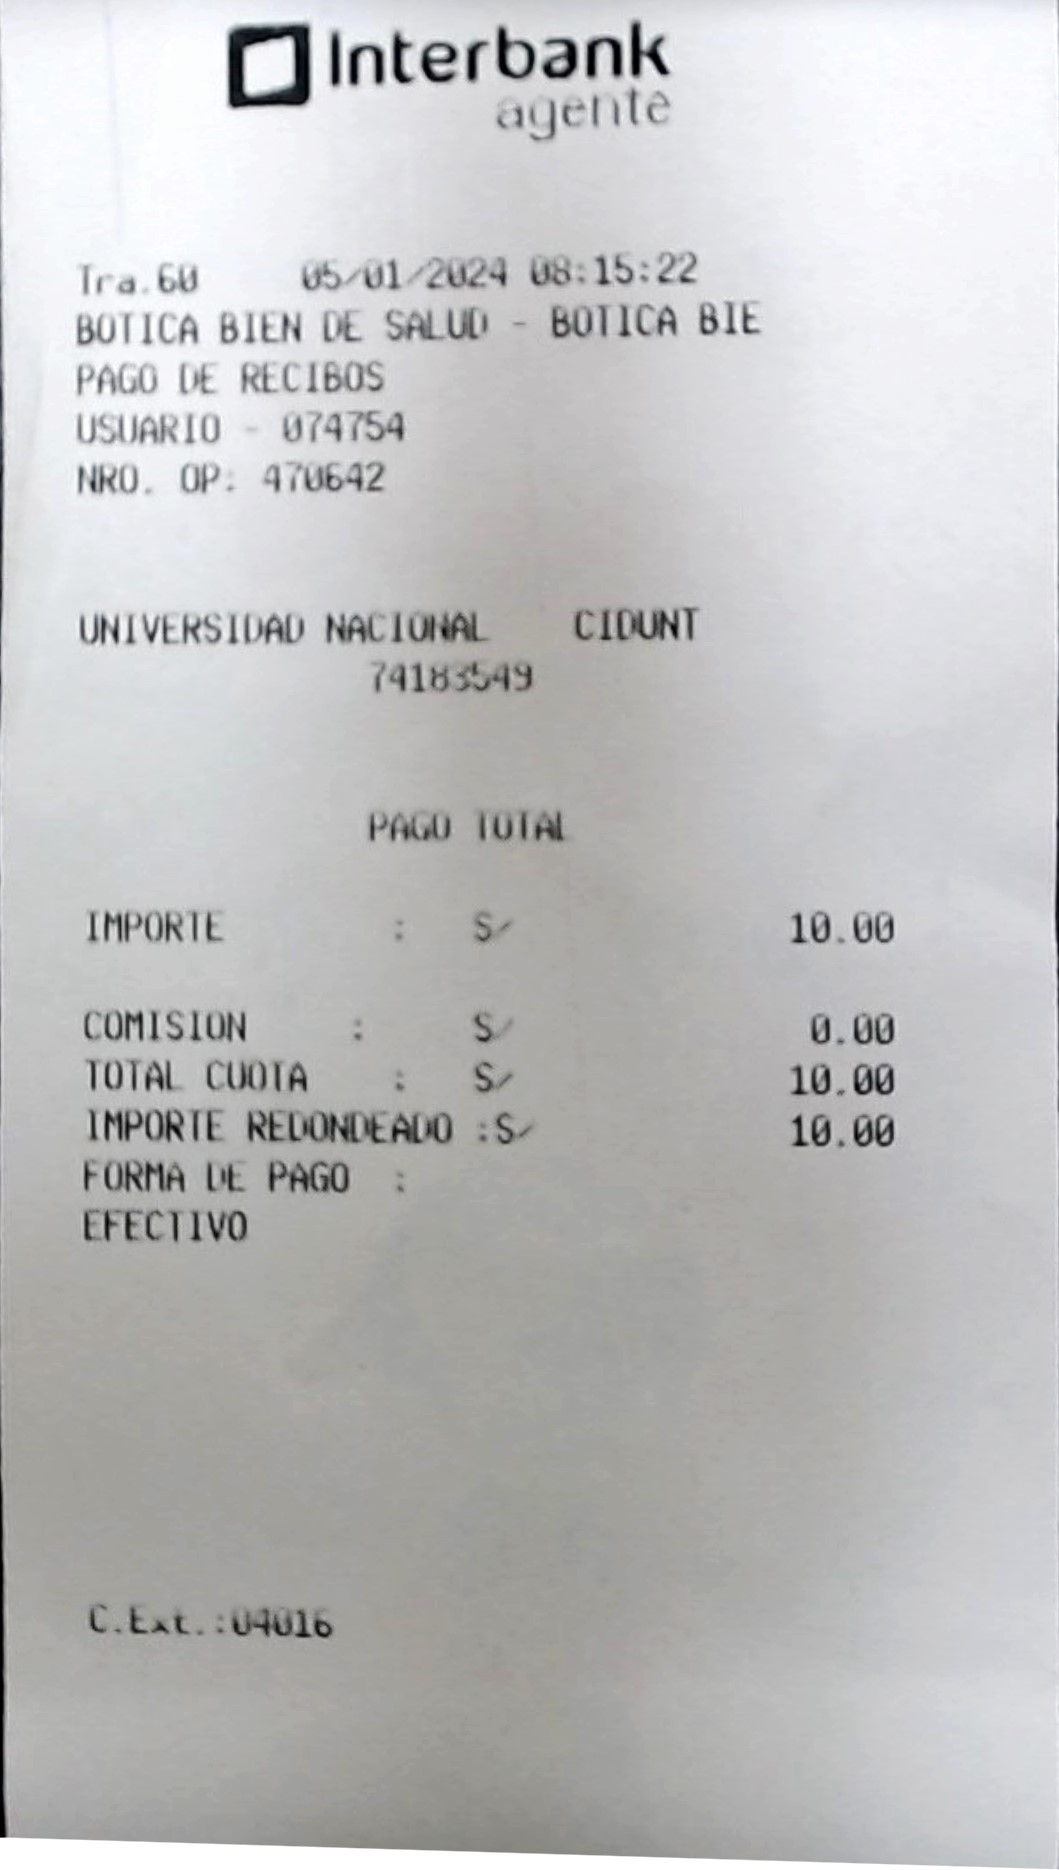 Interbank
agente
Tra.60 05/01/2024 08:15:22
BOTICA BIEN DE SALUD - BOTICA BIE
PAGO DE RECIBOS
USUARIO - 074754
NRO. OP: 470642
UNIVERSIDAD NACIONAL CIDUNT
74183549
PAGO TOTAL
IMPORTE : S/ 10.00
COMISION : S/ 0.00
TOTAL CUOTA : S/ 10.00
IMPORTE REDONDEADO :S/ 10.00
FORMA DE PAGO :
EFECTIVO
C.Ext.:04016